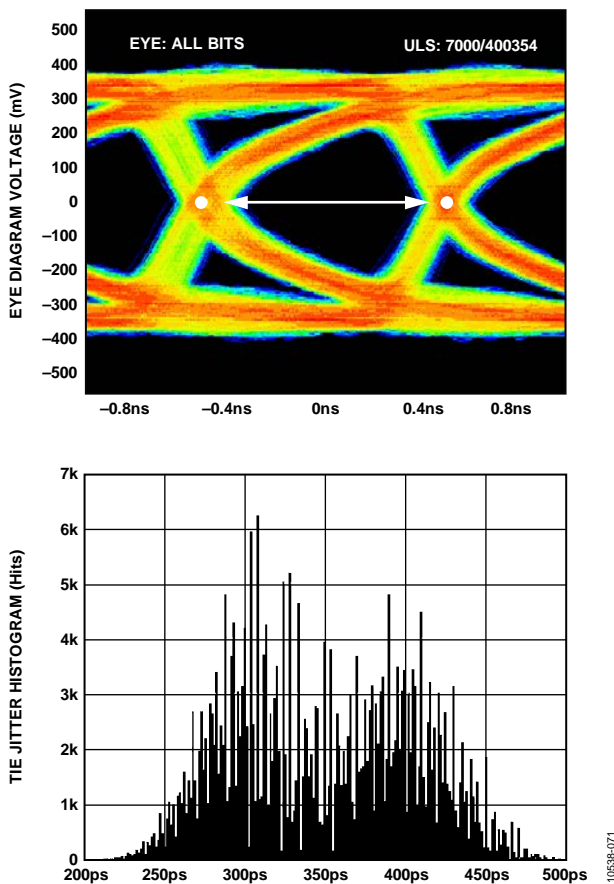 EYE: ALL BITS
ULS: 7000/400354
EYE DIAGRAM VOLTAGE (mV)
500
400
300
200
100
0
–100
–200
–300
–400
–500
–0.8ns
–0.4ns
0ns
0.4ns
0.8ns
TIE JITTER HISTOGRAM (Hits)
7k
6k
5k
4k
3k
2k
1k
0
200ps
250ps
300ps
350ps
400ps
450ps
500ps
10538-071